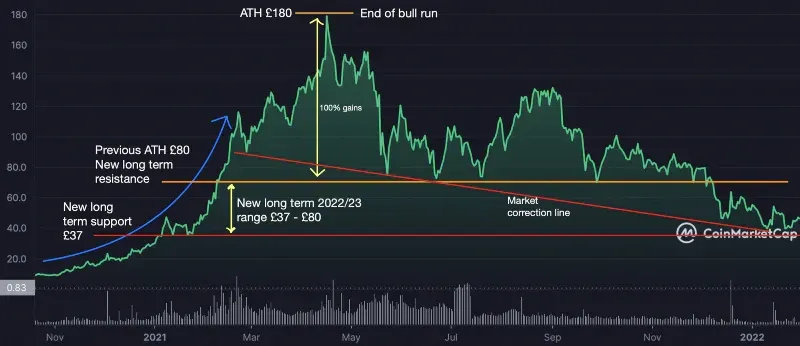 ATH £180
End of bull run
180
160
140
120
100
80.0
60.0
40.0
20.0
0.83
100% gains
Previous ATH £80
New long term
resistance
New long
term support
£37
New long term 2022/23
range £37 - £80
Market
correction line
CoinMarketCap
Nov
2021
Mar
May
Jul
Sep
Nov
2022